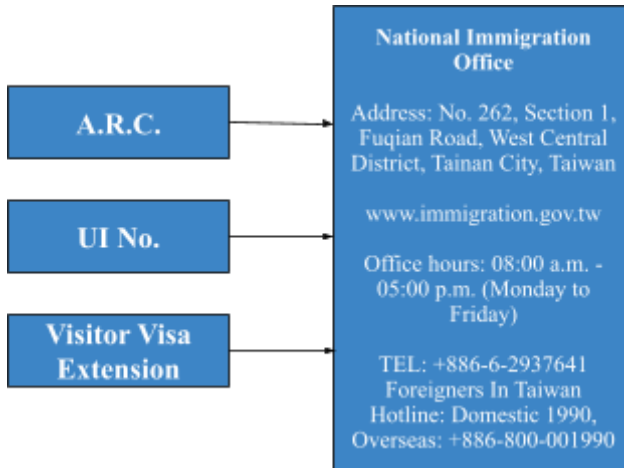 A.R.C.
UI No.
Visitor Visa
Extension
National Immigration
Office
Address: No. 262, Section 1,
Fuqian Road, West Central
District, Tainan City, Taiwan
www.immigration.gov.tw
Office hours: 08:00 a.m. -
05:00 p.m. (Monday to
Friday)
TEL: +886-6-2937641
Foreigners In Taiwan
Hotline: Domestic 1990,
Overseas: +886-800-001990